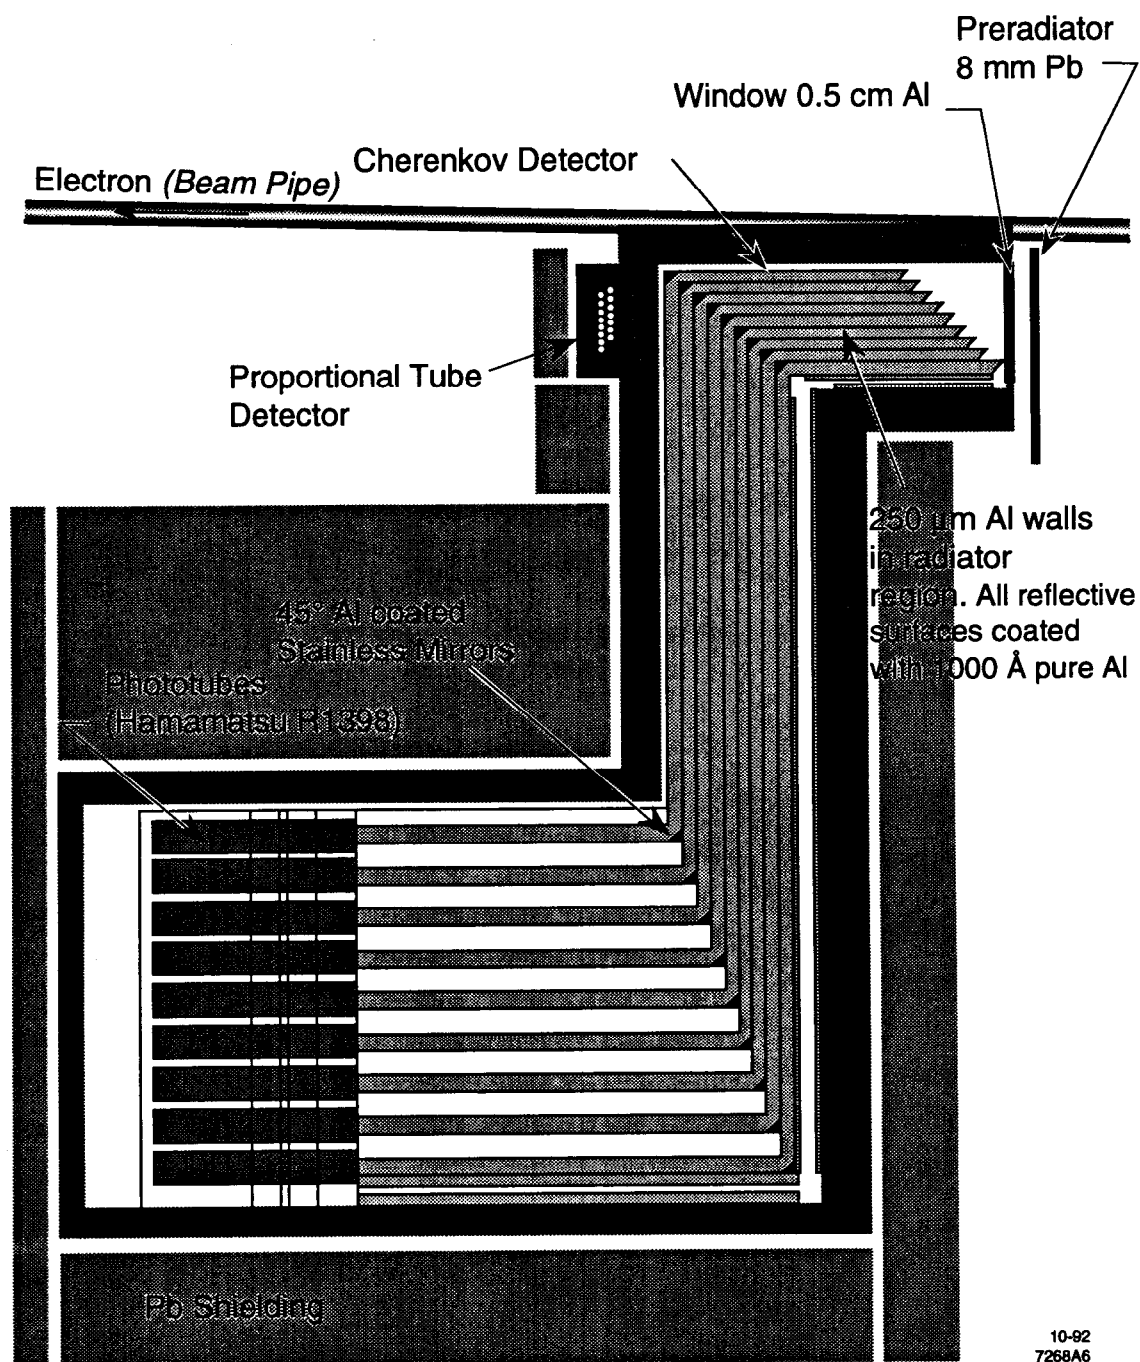 Preradiator
8 mm Pb
Window 0.5 cm Al
Cherenkov Detector
Electron (Beam Pipe)
Proportional Tube
Detector
250 µm Al walls
in radiator
region. All reflective
surfaces coated
with 1000 Å pure Al
45° Al coated
Stainless Mirrors
Phototubes
(Hamamatsu R1398)
Pb Shielding
10-92
7268A6